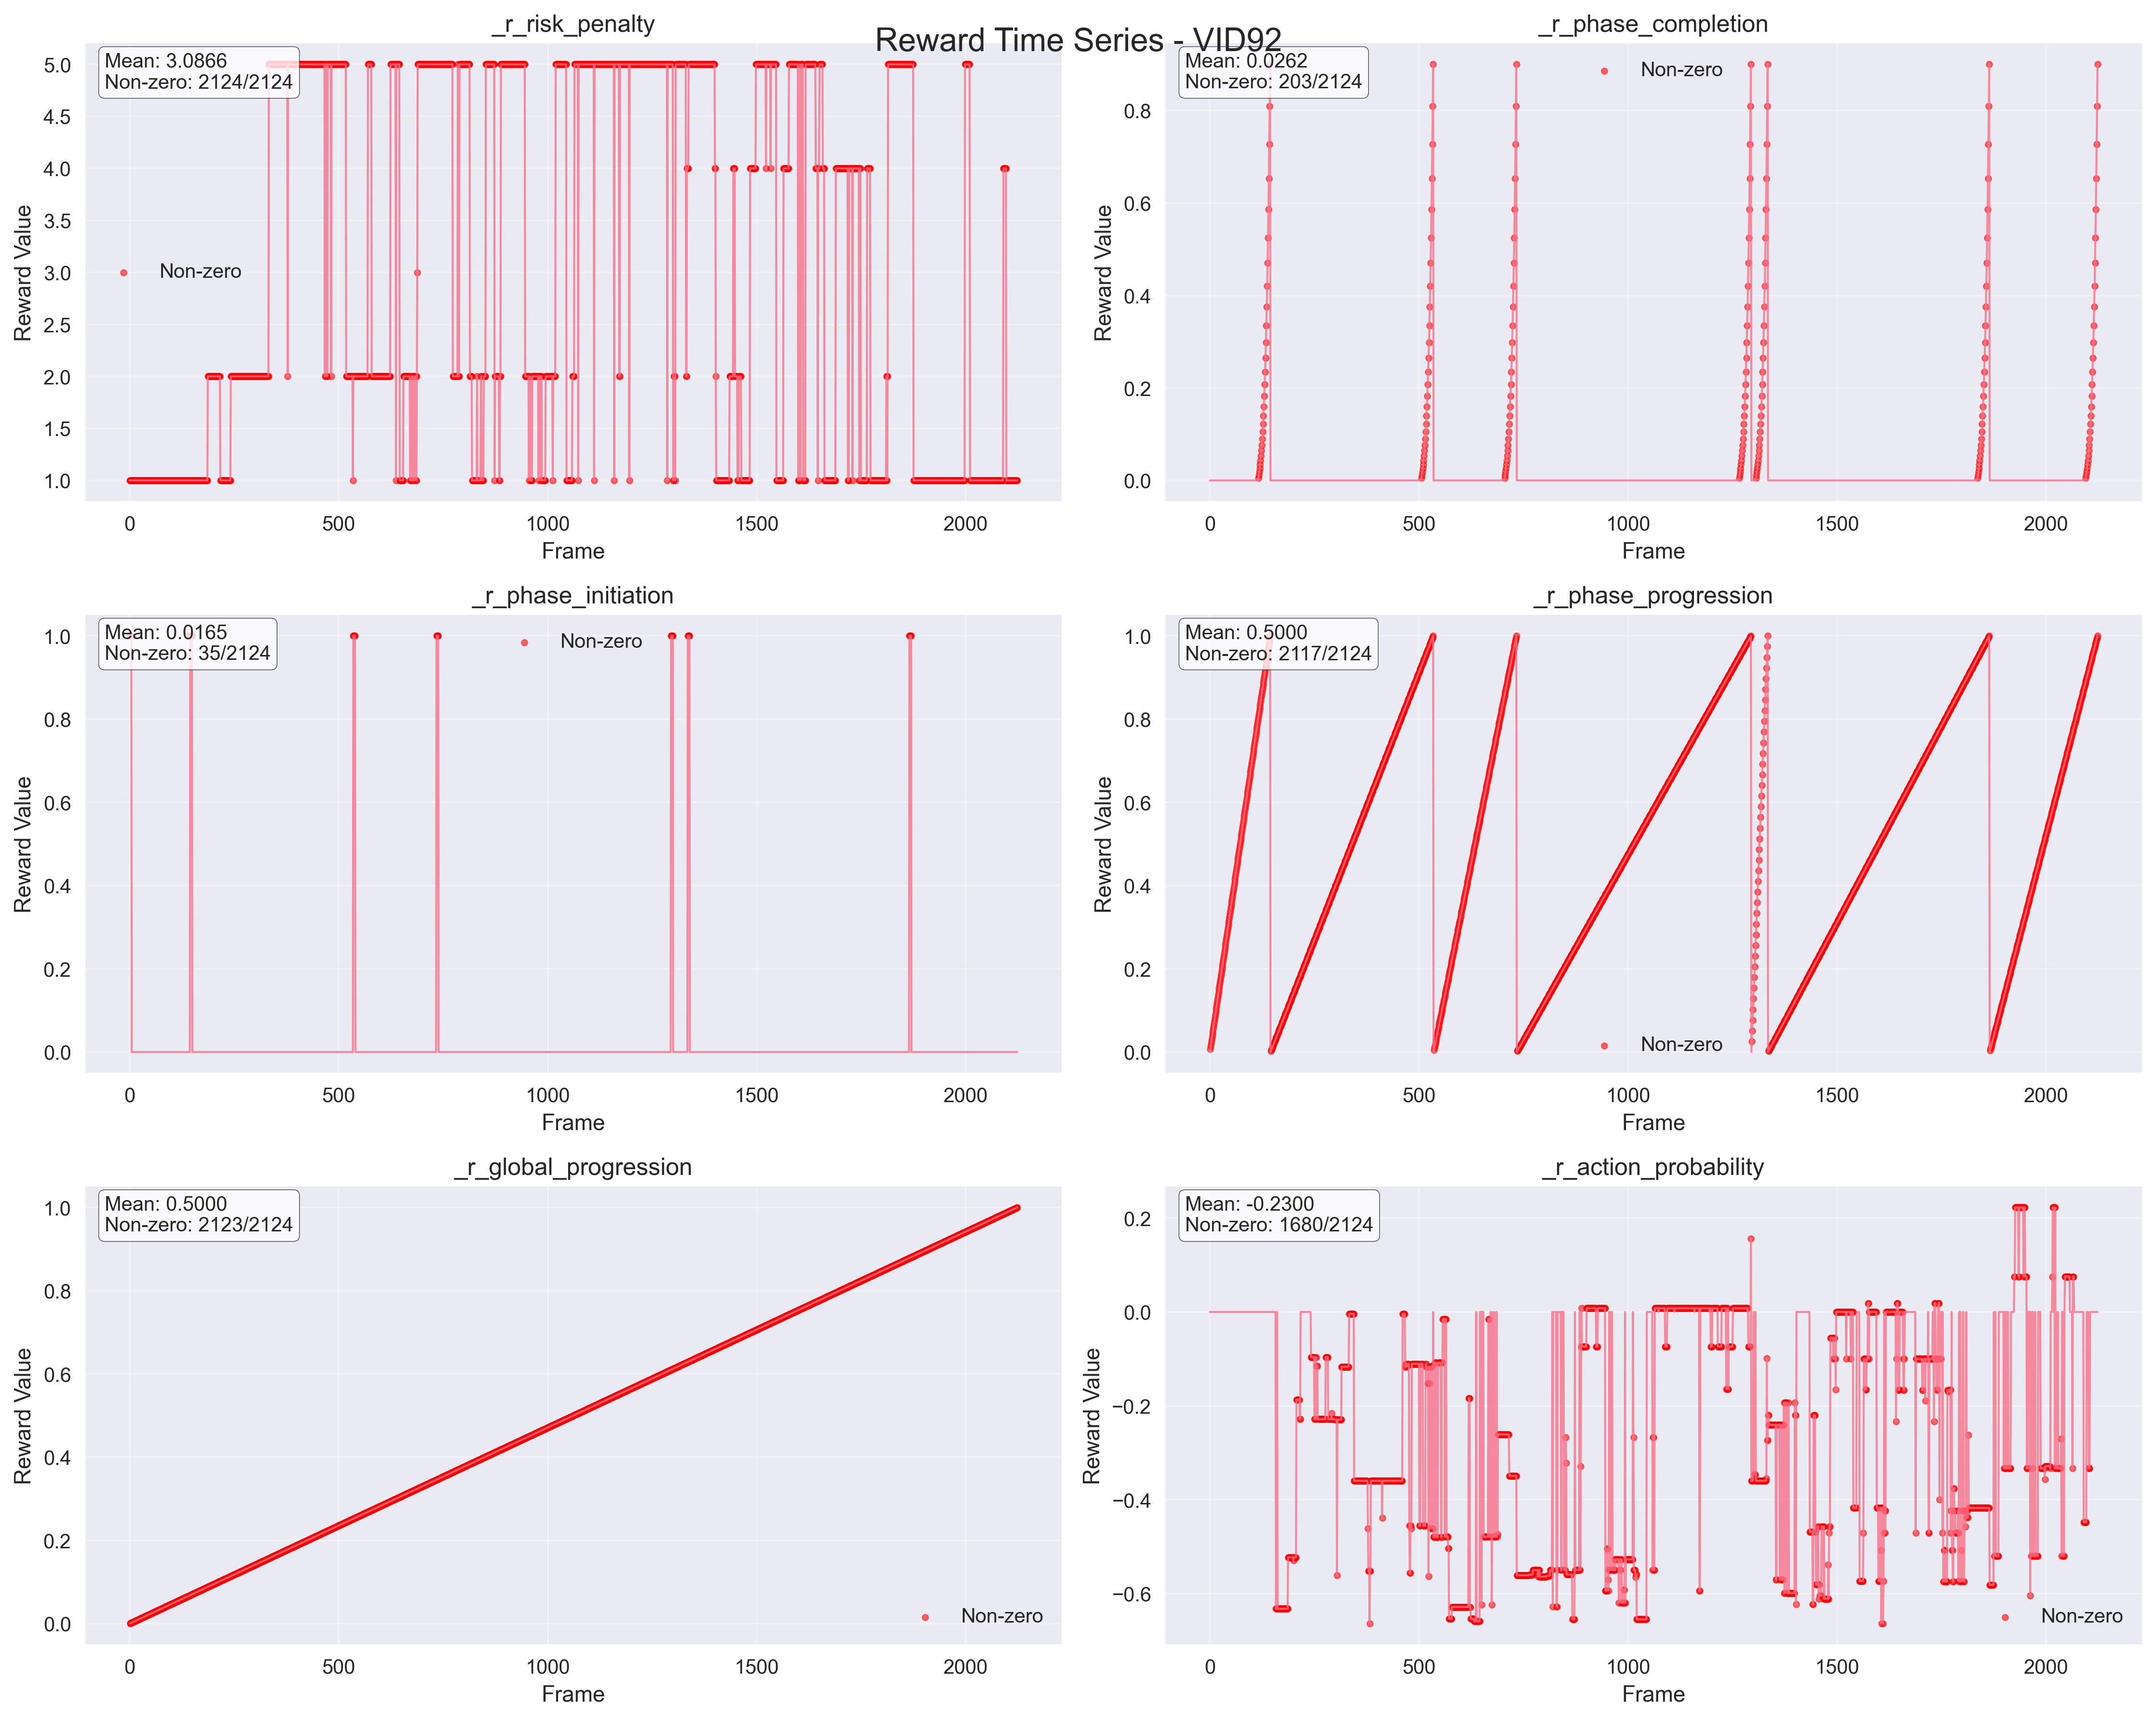 Reward Time Series - VID92
_r_risk_penalty
Mean: 3.0866
Non-zero: 2124/2124
Non-zero
Reward Value
5.0
4.5
4.0
3.5
3.0
2.5
2.0
1.5
1.0
0 500 1000 1500 2000
Frame
_r_phase_completion
Mean: 0.0262
Non-zero: 203/2124
Non-zero
Reward Value
0.8
0.6
0.4
0.2
0.0
0 500 1000 1500 2000
Frame
_r_phase_initiation
Mean: 0.0165
Non-zero: 35/2124
Non-zero
Reward Value
1.0
0.8
0.6
0.4
0.2
0.0
0 500 1000 1500 2000
Frame
_r_phase_progression
Mean: 0.5000
Non-zero: 2117/2124
Non-zero
Reward Value
1.0
0.8
0.6
0.4
0.2
0.0
0 500 1000 1500 2000
Frame
_r_global_progression
Mean: 0.5000
Non-zero: 2123/2124
Non-zero
Reward Value
1.0
0.8
0.6
0.4
0.2
0.0
0 500 1000 1500 2000
Frame
_r_action_probability
Mean: -0.2300
Non-zero: 1680/2124
Non-zero
Reward Value
0.2
0.0
−0.2
−0.4
−0.6
0 500 1000 1500 2000
Frame